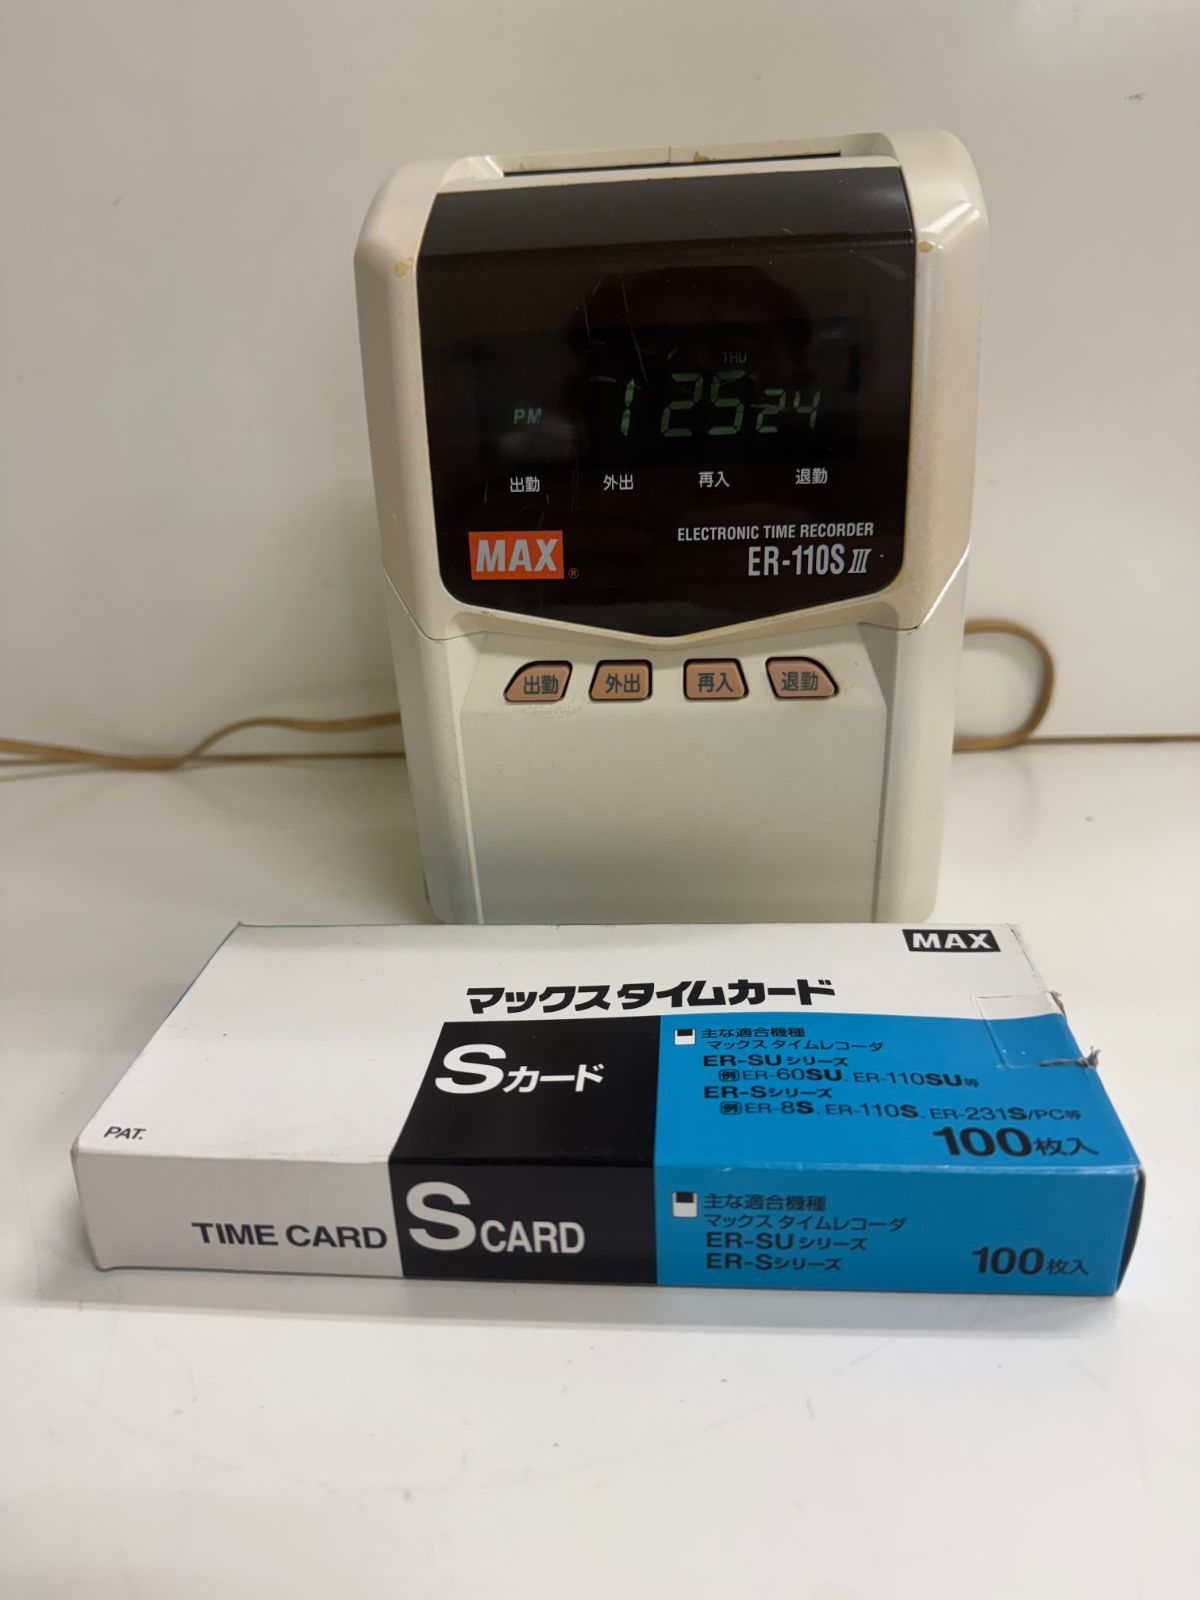 THU
PM 1 25 24
出勤 外出 再入 退勤
ELECTRONIC TIME RECORDER
MAX® ER-110S III
出勤 外出 再入 退勤
MAX
マックス タイムカード
Sカード
主な適合機種
マックス タイムレコーダ
ER-SUシリーズ
例ER-60SU、ER-110SU等
ER-Sシリーズ
例ER-8S、ER-110S、ER-231S/PC等
100枚入
PAT.
TIME CARD
S CARD
主な適合機種
マックス タイムレコーダ
ER-SUシリーズ
ER-Sシリーズ
100枚入